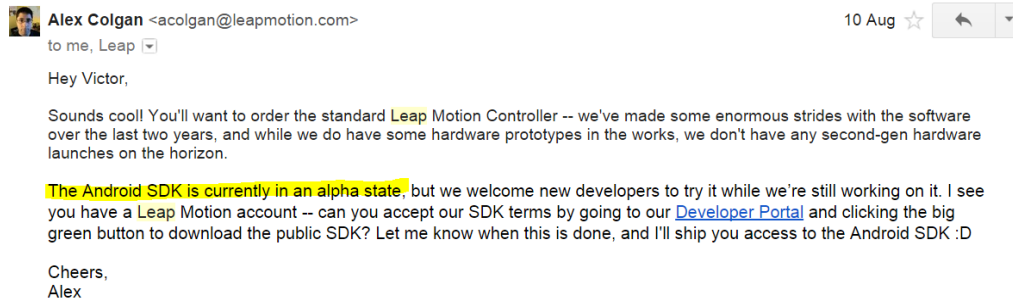 Alex Colgan <acolgan@leapmotion.com>
10 Aug
to me, Leap
Hey Victor,
Sounds cool! You'll want to order the standard Leap Motion Controller -- we've made some enormous strides with the software
over the last two years, and while we do have some hardware prototypes in the works, we don't have any second-gen hardware
launches on the horizon.
The Android SDK is currently in an alpha state, but we welcome new developers to try it while we're still working on it. I see
you have a Leap Motion account -- can you accept our SDK terms by going to our Developer Portal and clicking the big
green button to download the public SDK? Let me know when this is done, and I'll ship you access to the Android SDK :D
Cheers,
Alex